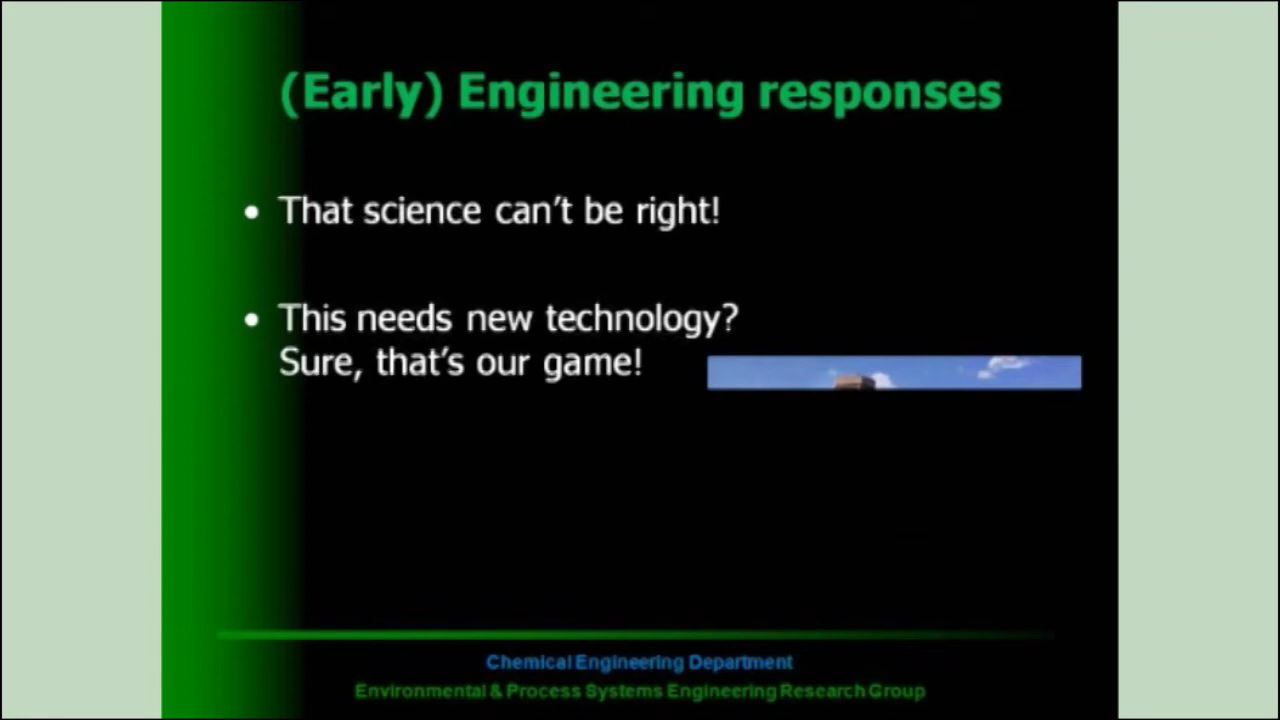 (Early) Engineering responses
• That science can't be right!
• This needs new technology?
Sure, that's our game!
Chemical Engineering Department
Environmental & Process Systems Engineering Research Group